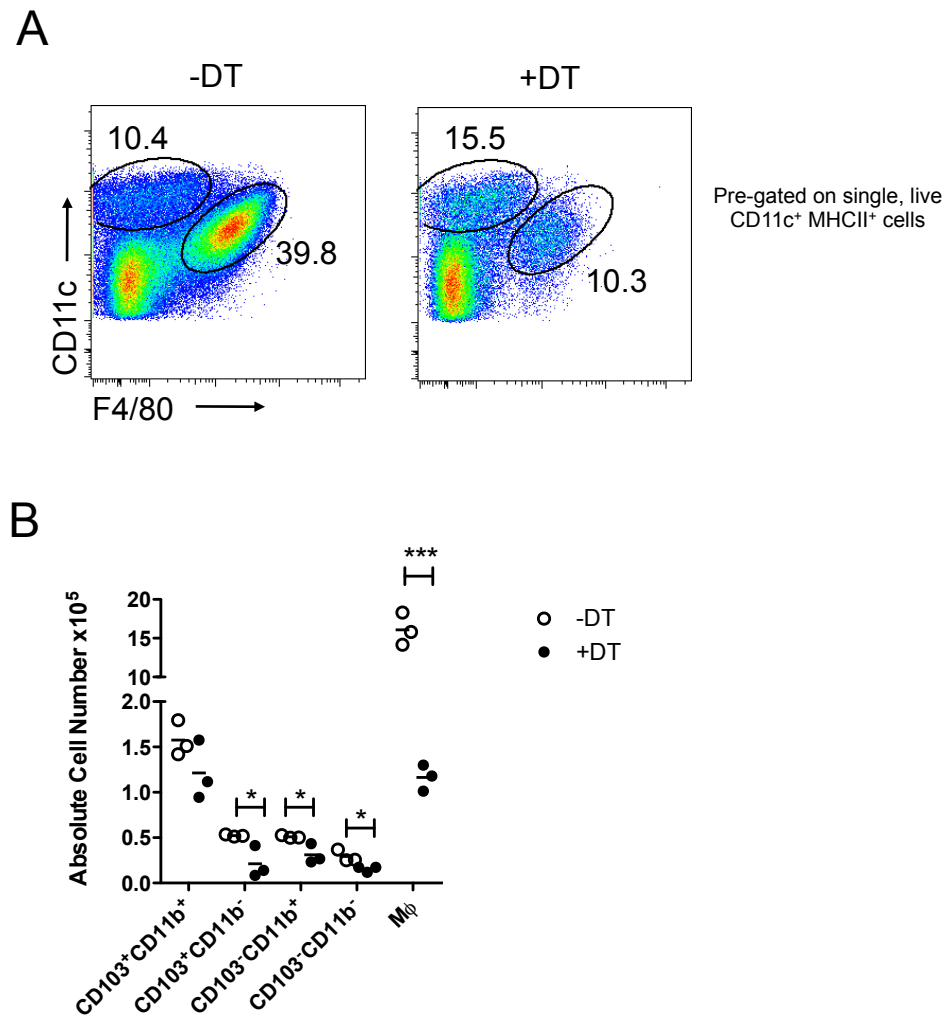 A
-DT
+DT
10.4
39.8
15.5
10.3
Pre-gated on single, live
CD11c⁺ MHCII⁺ cells
CD11c
F4/80
B
***
*
*
*
-DT
+DT
Absolute Cell Number x10⁵
20
15
10
2.0
1.5
1.0
0.5
0.0
CD103⁺CD11b⁺
CD103⁺CD11b⁻
CD103⁻CD11b⁺
CD103⁻CD11b⁻
Mϕ